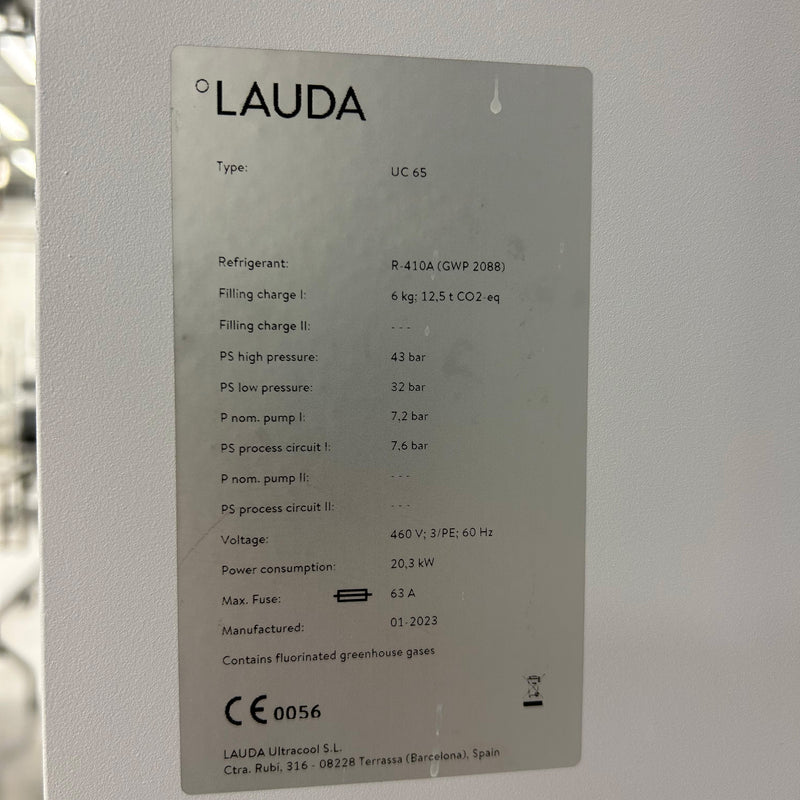 °LAUDA
Type: UC 65
Refrigerant: R-410A (GWP 2088)
Filling charge I: 6 kg; 12,5 t CO2-eq
Filling charge II: ---
PS high pressure: 43 bar
PS low pressure: 32 bar
P nom. pump I: 7,2 bar
PS process circuit I: 7,6 bar
P nom. pump II: ---
PS process circuit II: ---
Voltage: 460 V; 3/PE; 60 Hz
Power consumption: 20,3 kW
Max. Fuse: 63 A
Manufactured: 01-2023
Contains fluorinated greenhouse gases
CE 0056
LAUDA Ultracool S.L.
Ctra. Rubí, 316 - 08228 Terrassa (Barcelona), Spain